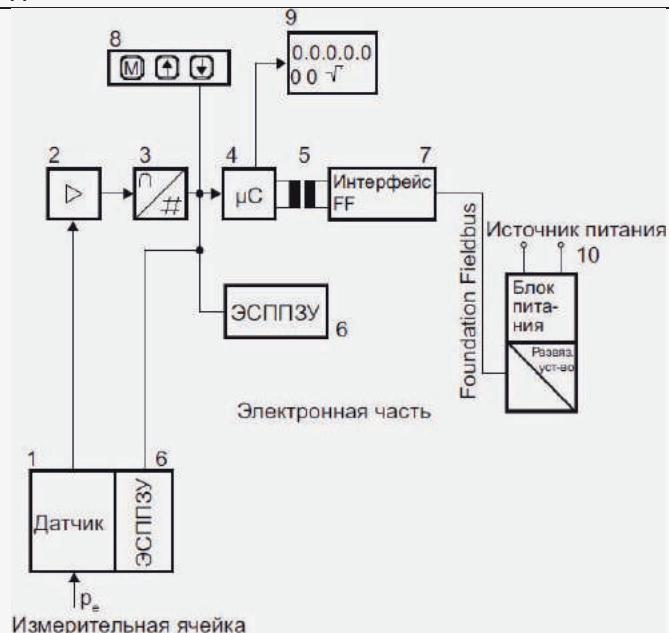 8
M
9
0.0.0.0.0
0 0 √
2
3
∩
#
4
µC
5
7
Интерфейс
FF
Foundation Fieldbus
Источник питания
10
Блок
пита-
ния
Развяз.
уст-во
ЭСППЗУ
6
Электронная часть
1
6
Датчик
ЭСППЗУ
pₑ
Измерительная ячейка